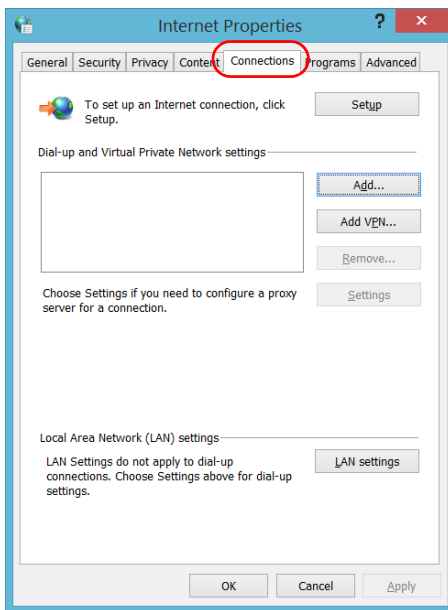 Internet Properties
?
×
General Security Privacy Content Connections Programs Advanced
To set up an Internet connection, click
Setup.
Setup
Dial-up and Virtual Private Network settings
Add...
Add VPN...
Remove...
Choose Settings if you need to configure a proxy
server for a connection.
Settings
Local Area Network (LAN) settings
LAN Settings do not apply to dial-up
connections. Choose Settings above for dial-up
settings.
LAN settings
OK Cancel Apply